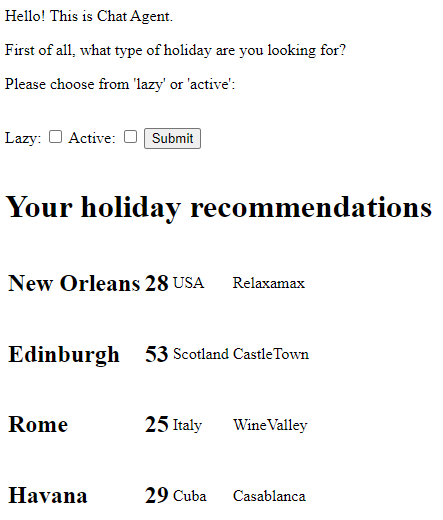 Hello! This is Chat Agent.
First of all, what type of holiday are you looking for?
Please choose from 'lazy' or 'active':
Lazy: Active: Submit
Your holiday recommendations
New Orleans 28 USA Relaxamax
Edinburgh 53 Scotland CastleTown
Rome 25 Italy WineValley
Havana 29 Cuba Casablanca